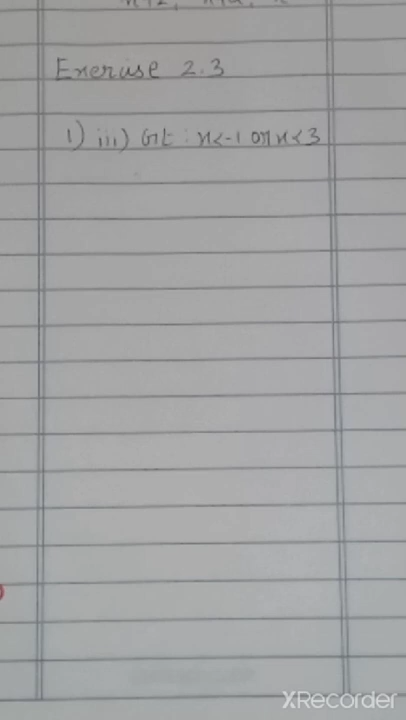 Exercise 2.3
1) iii) Gt : x<-1 or x<3
XRecorder